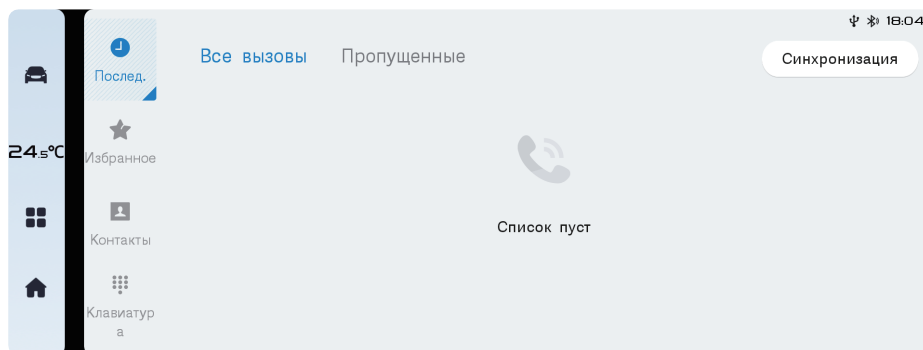 18:04
Все вызовы Пропущенные
Синхронизация
24.5°C
Послед.
Избранное
Контакты
Клавиатур
а
Список пуст